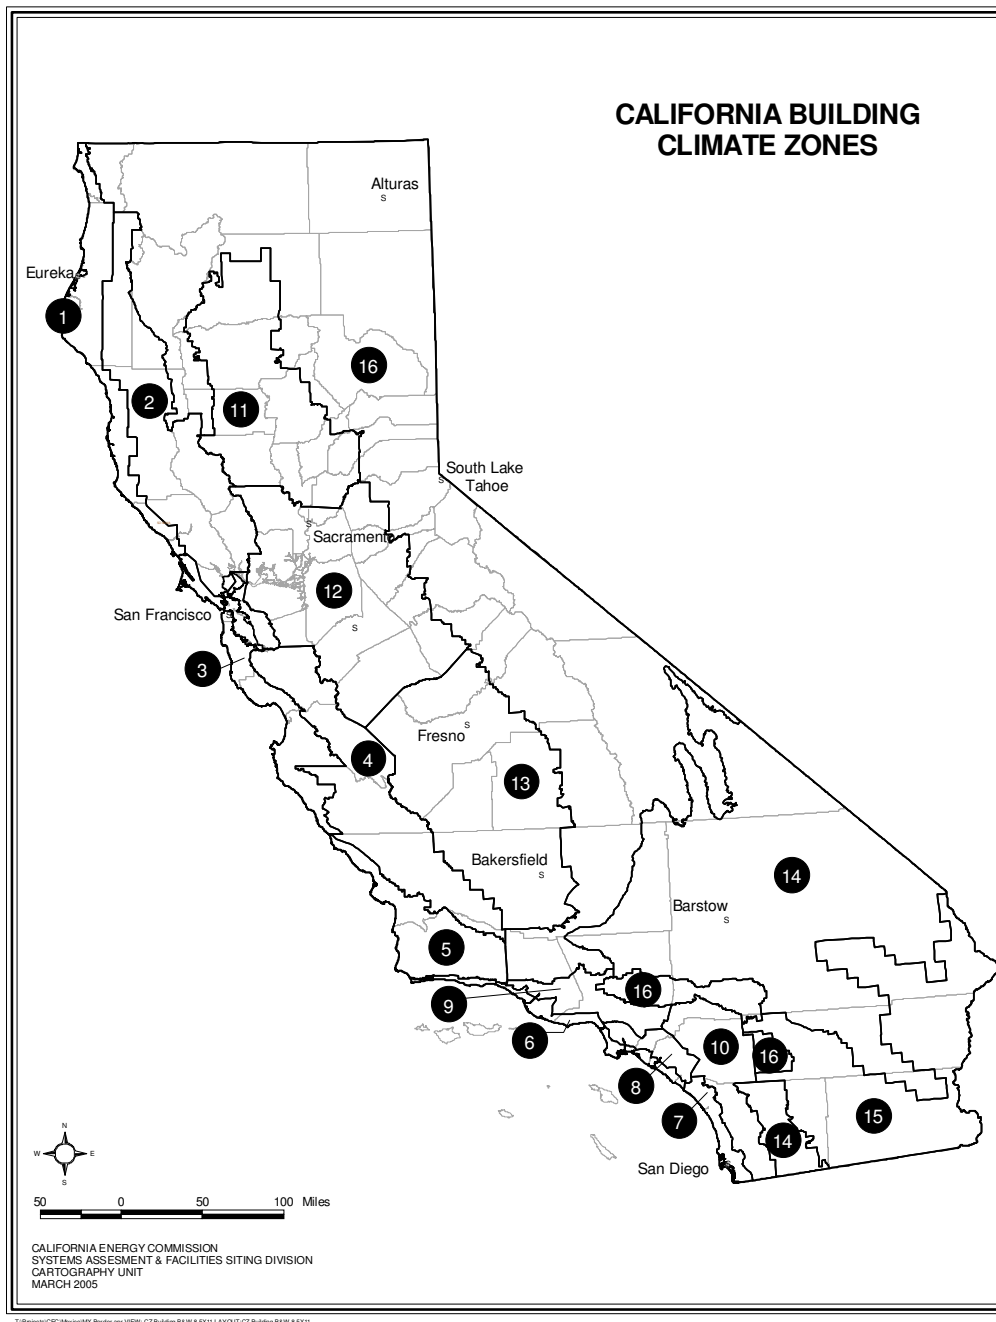 CALIFORNIA BUILDING
CLIMATE ZONES
Alturas
S
Eureka
1
16
2
11
South Lake
Tahoe
S
S
Sacrament
12
San Francisco
S
S
3
S
Fresno
4
13
Bakersfield
S
14
Barstow
S
5
16
9
6
10
16
8
7
15
14
San Diego
S
N
W
E
S
50
0
50
100 Miles
CALIFORNIA ENERGY COMMISSION
SYSTEMS ASSESMENT & FACILITIES SITING DIVISION
CARTOGRAPHY UNIT
MARCH 2005